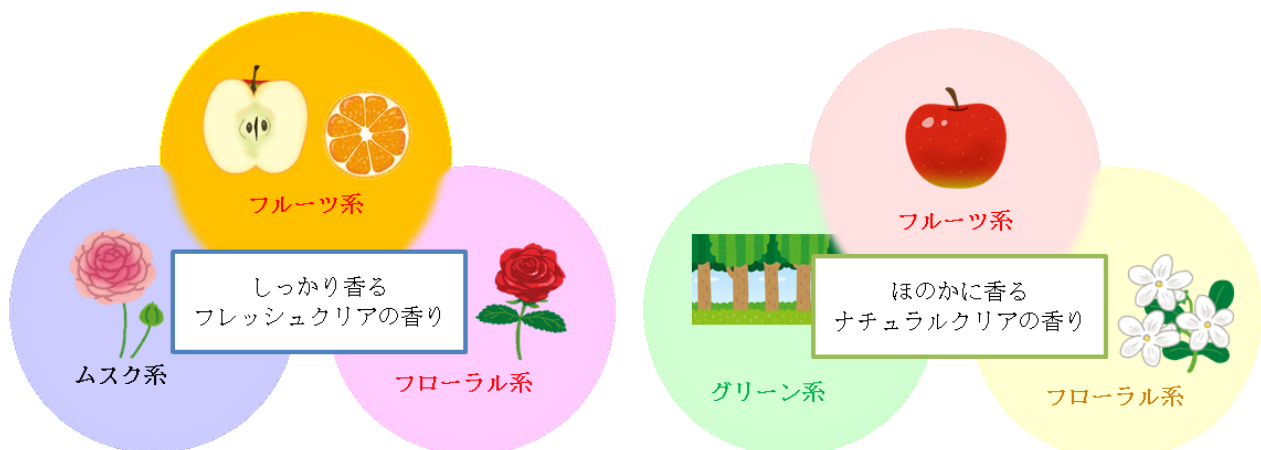 フルーツ系
しっかり香る
フレッシュクリアの香り
ムスク系
フローラル系
フルーツ系
ほのかに香る
ナチュラルクリアの香り
グリーン系
フローラル系